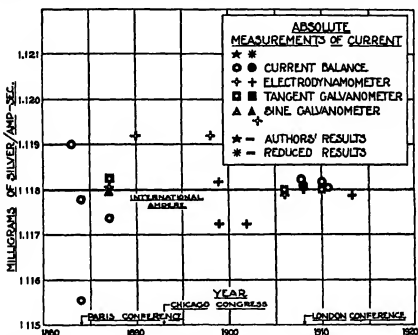 ABSOLUTE
MEASUREMENTS OF CURRENT
CURRENT BALANCE
ELECTRODYNAMOMETER
TANGENT GALVANOMETER
SINE GALVANOMETER
AUTHORS' RESULTS
REDUCED RESULTS
MILLIGRAMS OF SILVER/AMP-SEC.
1.121
1.120
1.119
1.118
1.117
1.116
1.115
INTERNATIONAL
AMPERE
YEAR
CHICAGO CONGRESS
PARIS CONFERENCE
LONDON CONFERENCE
1900
1910
1920